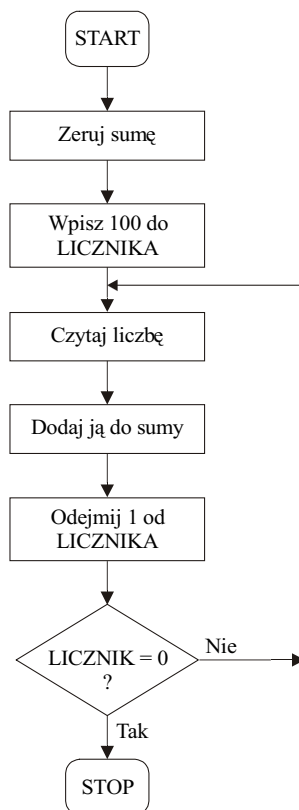 START
Zeruj sumę
Wpisz 100 do
LICZNIKA
Czytaj liczbę
Dodaj ją do sumy
Odejmij 1 od
LICZNIKA
LICZNIK = 0
?
Nie
Tak
STOP